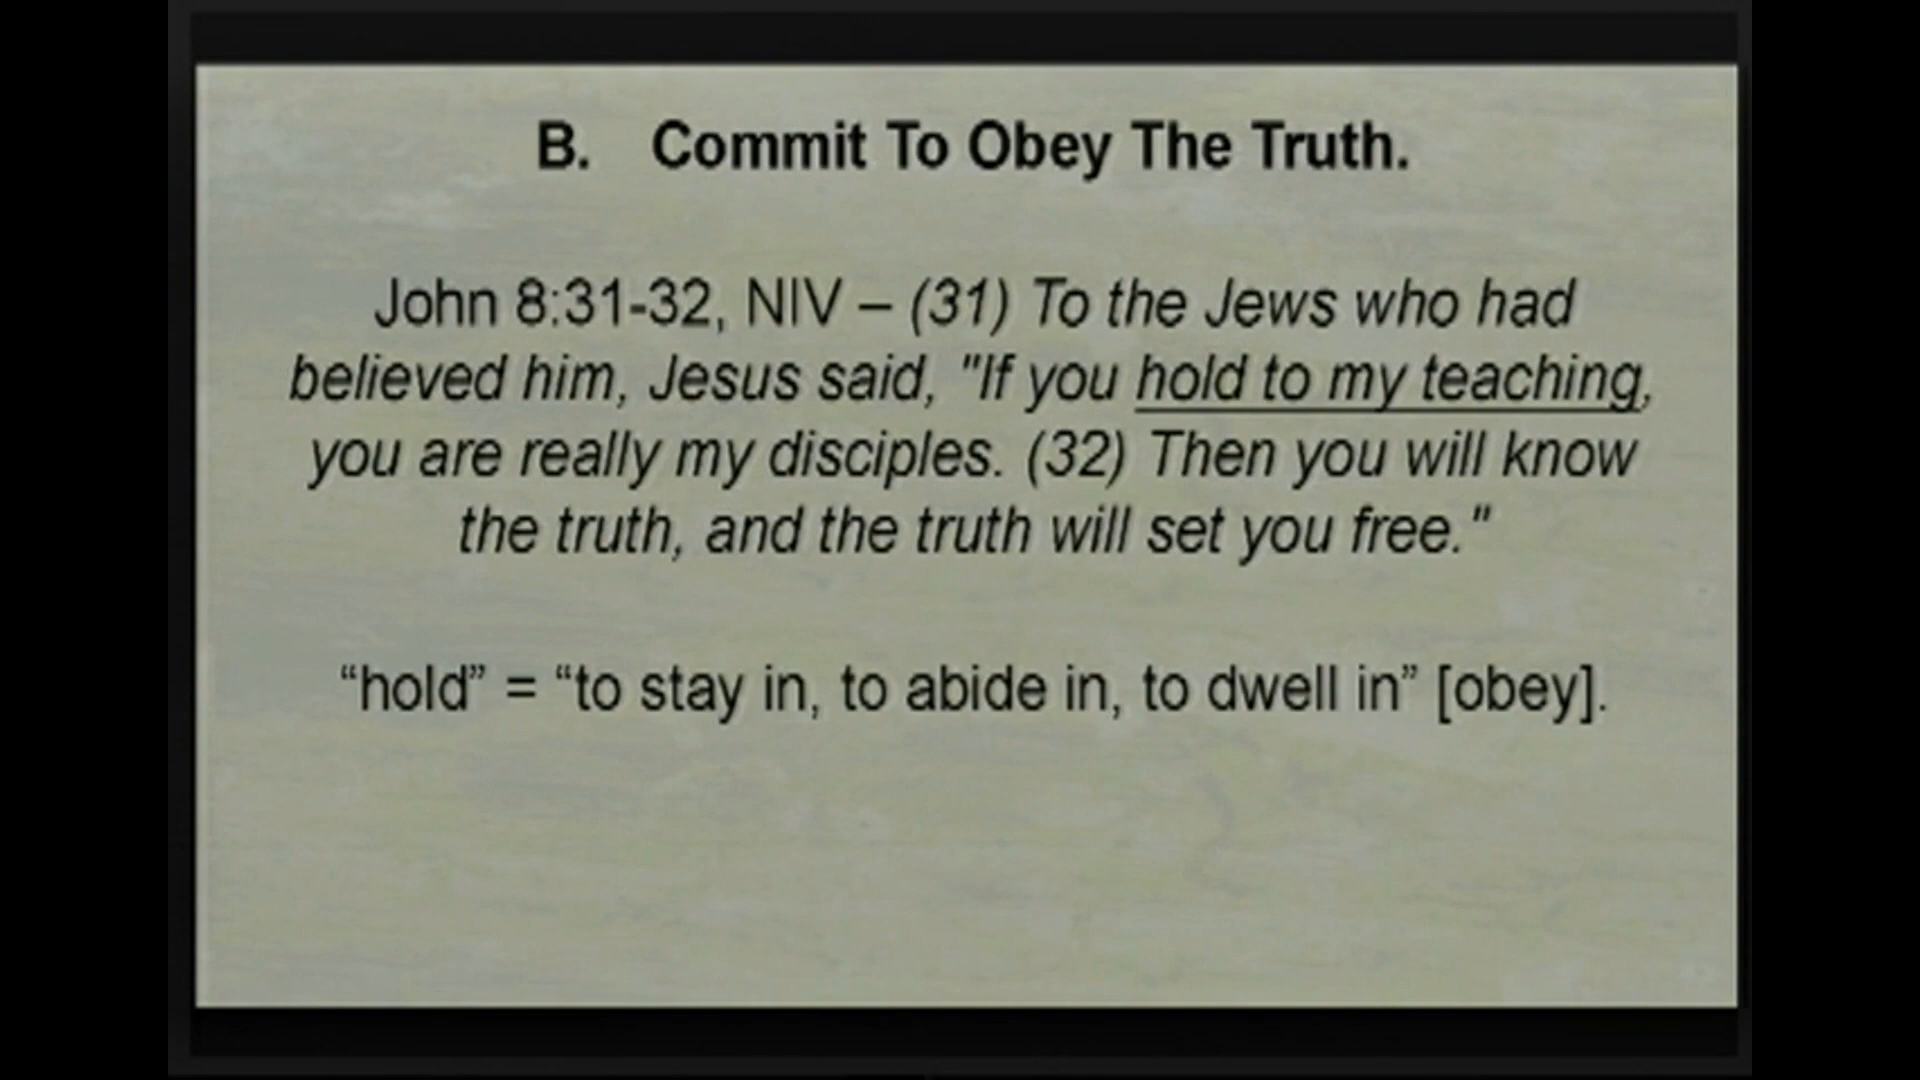 B. Commit To Obey The Truth.
John 8:31-32, NIV – (31) To the Jews who had
believed him, Jesus said, "If you hold to my teaching,
you are really my disciples. (32) Then you will know
the truth, and the truth will set you free."
“hold” = “to stay in, to abide in, to dwell in” [obey].